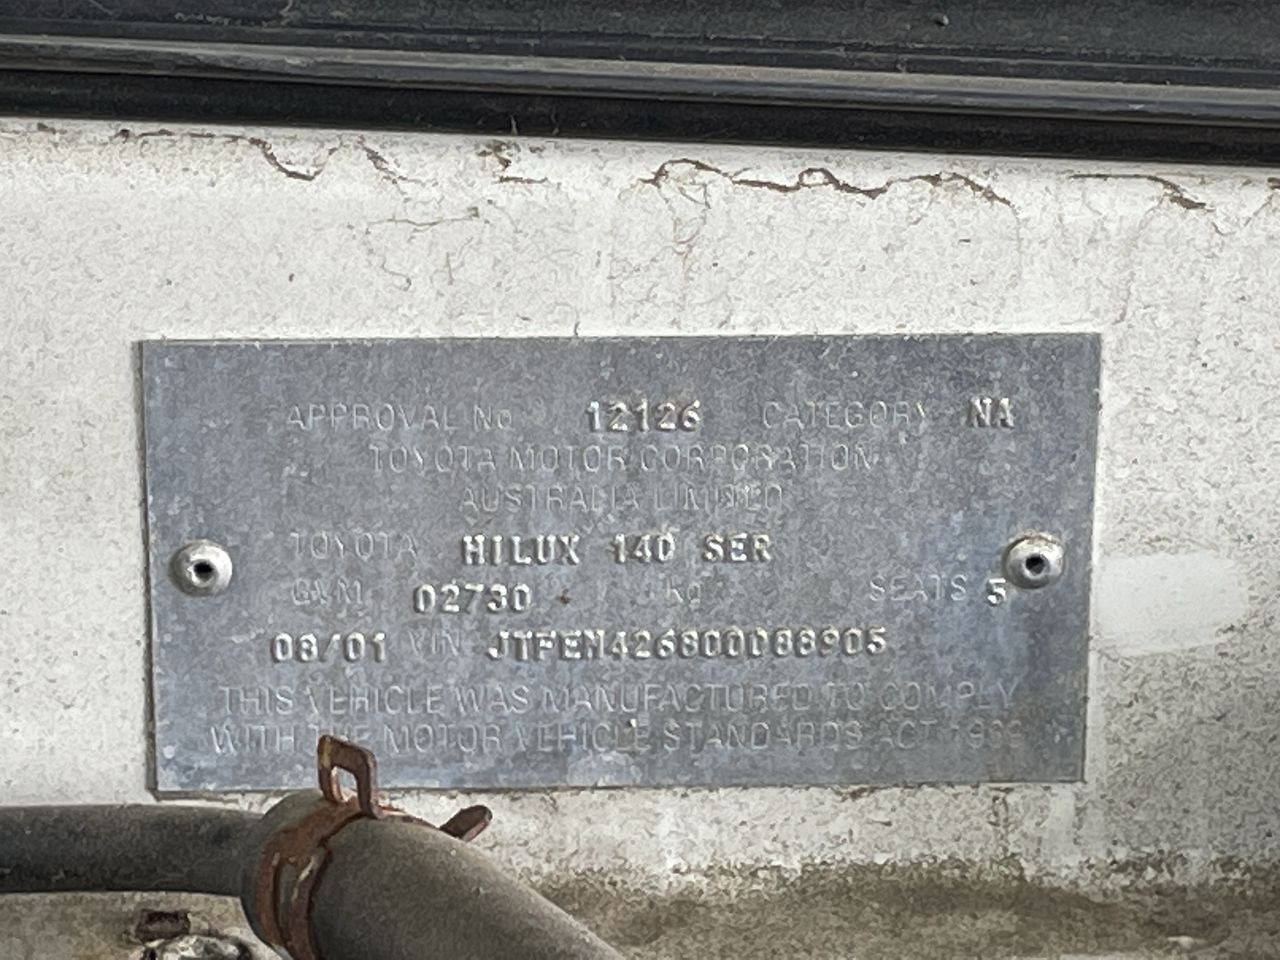 APPROVAL No 12126 CATEGORY NA
TOYOTA MOTOR CORPORATION
AUSTRALIA LIMITED
TOYOTA HILUX 140 SER
GVM 02730 KG SEATS 5
08/01 VIN JTFEN426800088905
THIS VEHICLE WAS MANUFACTURED TO COMPLY
WITH THE MOTOR VEHICLE STANDARDS ACT